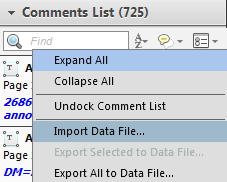 Comments List (725)
Find
Expand All
Collapse All
Undock Comment List
Import Data File...
Export Selected to Data File...
Export All to Data File...
T A
Page
2686
anno
T A
Page
DM=